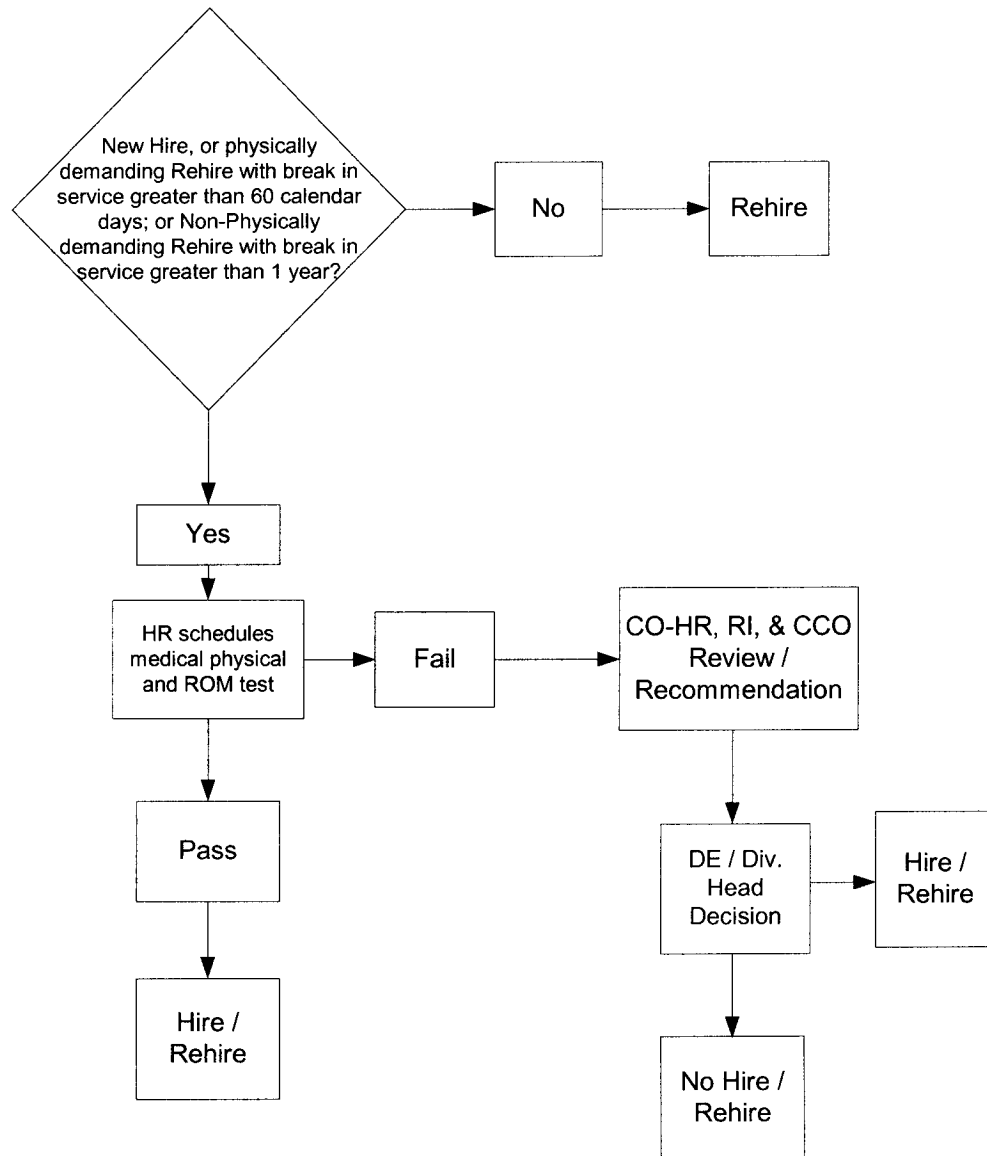 New Hire, or physically
demanding Rehire with break in
service greater than 60 calendar
days; or Non-Physically
demanding Rehire with break in
service greater than 1 year?
No
Rehire
Yes
HR schedules
medical physical
and ROM test
Fail
CO-HR, RI, & CCO
Review /
Recommendation
Pass
DE / Div.
Head
Decision
Hire /
Rehire
Hire /
Rehire
No Hire /
Rehire